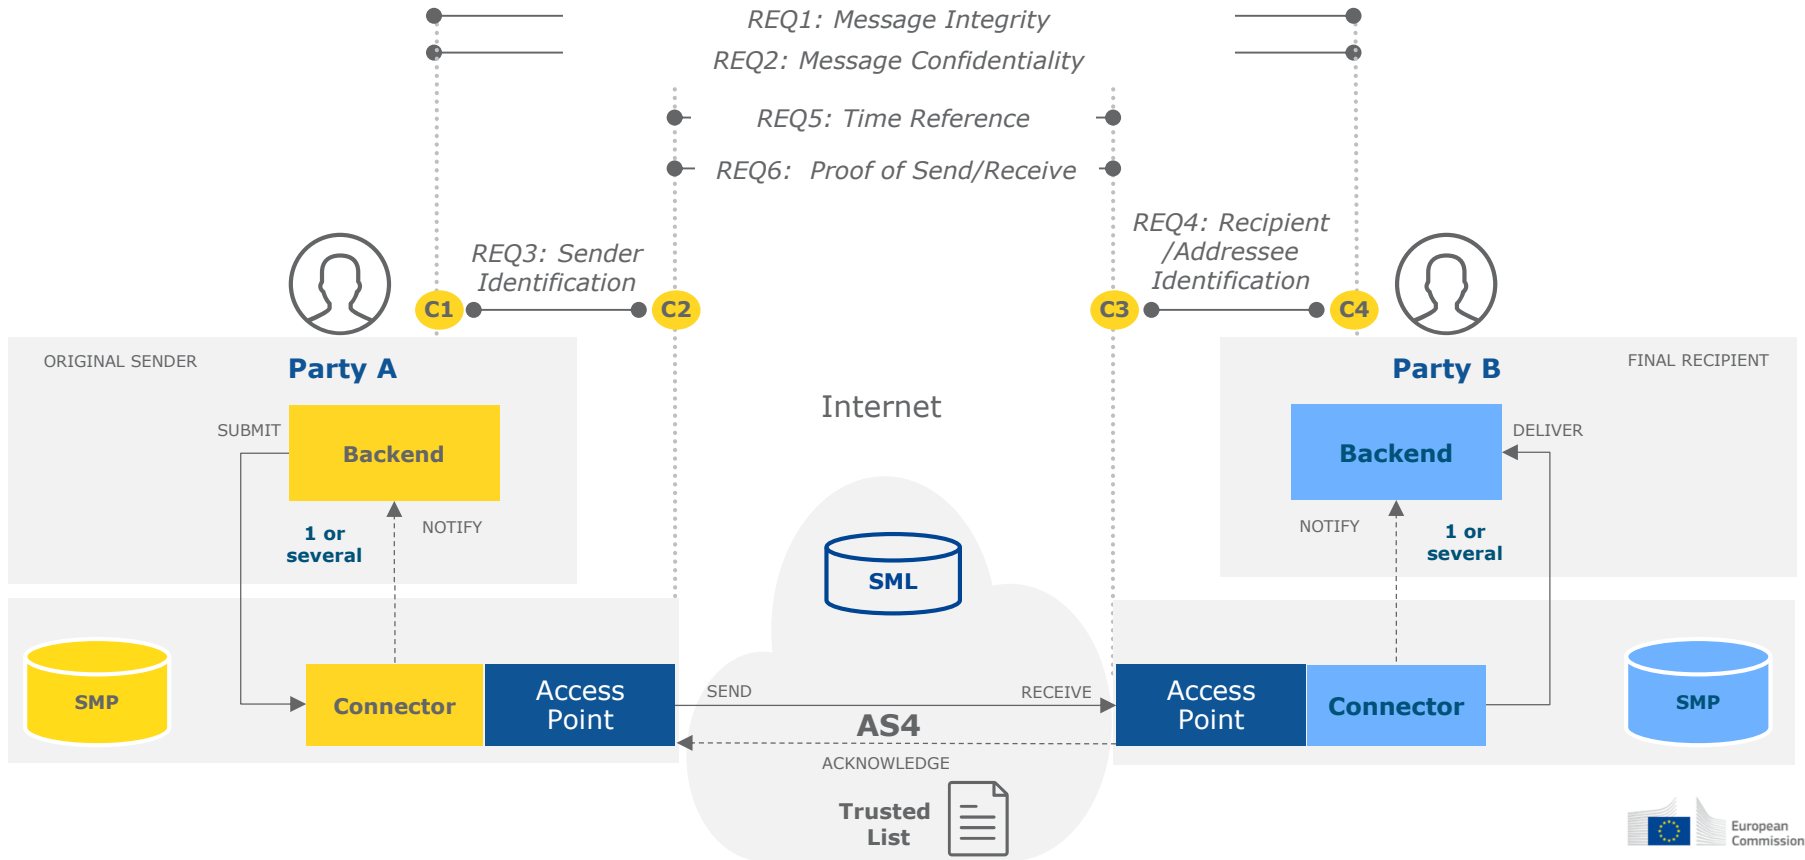 REQ1: Message Integrity
REQ2: Message Confidentiality
REQ5: Time Reference
REQ6: Proof of Send/Receive
REQ3: Sender
Identification
REQ4: Recipient
/Addressee
Identification
C1
C2
C3
C4
ORIGINAL SENDER
Party A
Party B
FINAL RECIPIENT
Internet
SUBMIT
Backend
Backend
DELIVER
1 or
several
NOTIFY
NOTIFY
1 or
several
SML
SMP
Connector
Access
Point
SEND
RECEIVE
AS4
ACKNOWLEDGE
Access
Point
Connector
SMP
Trusted
List
European
Commission